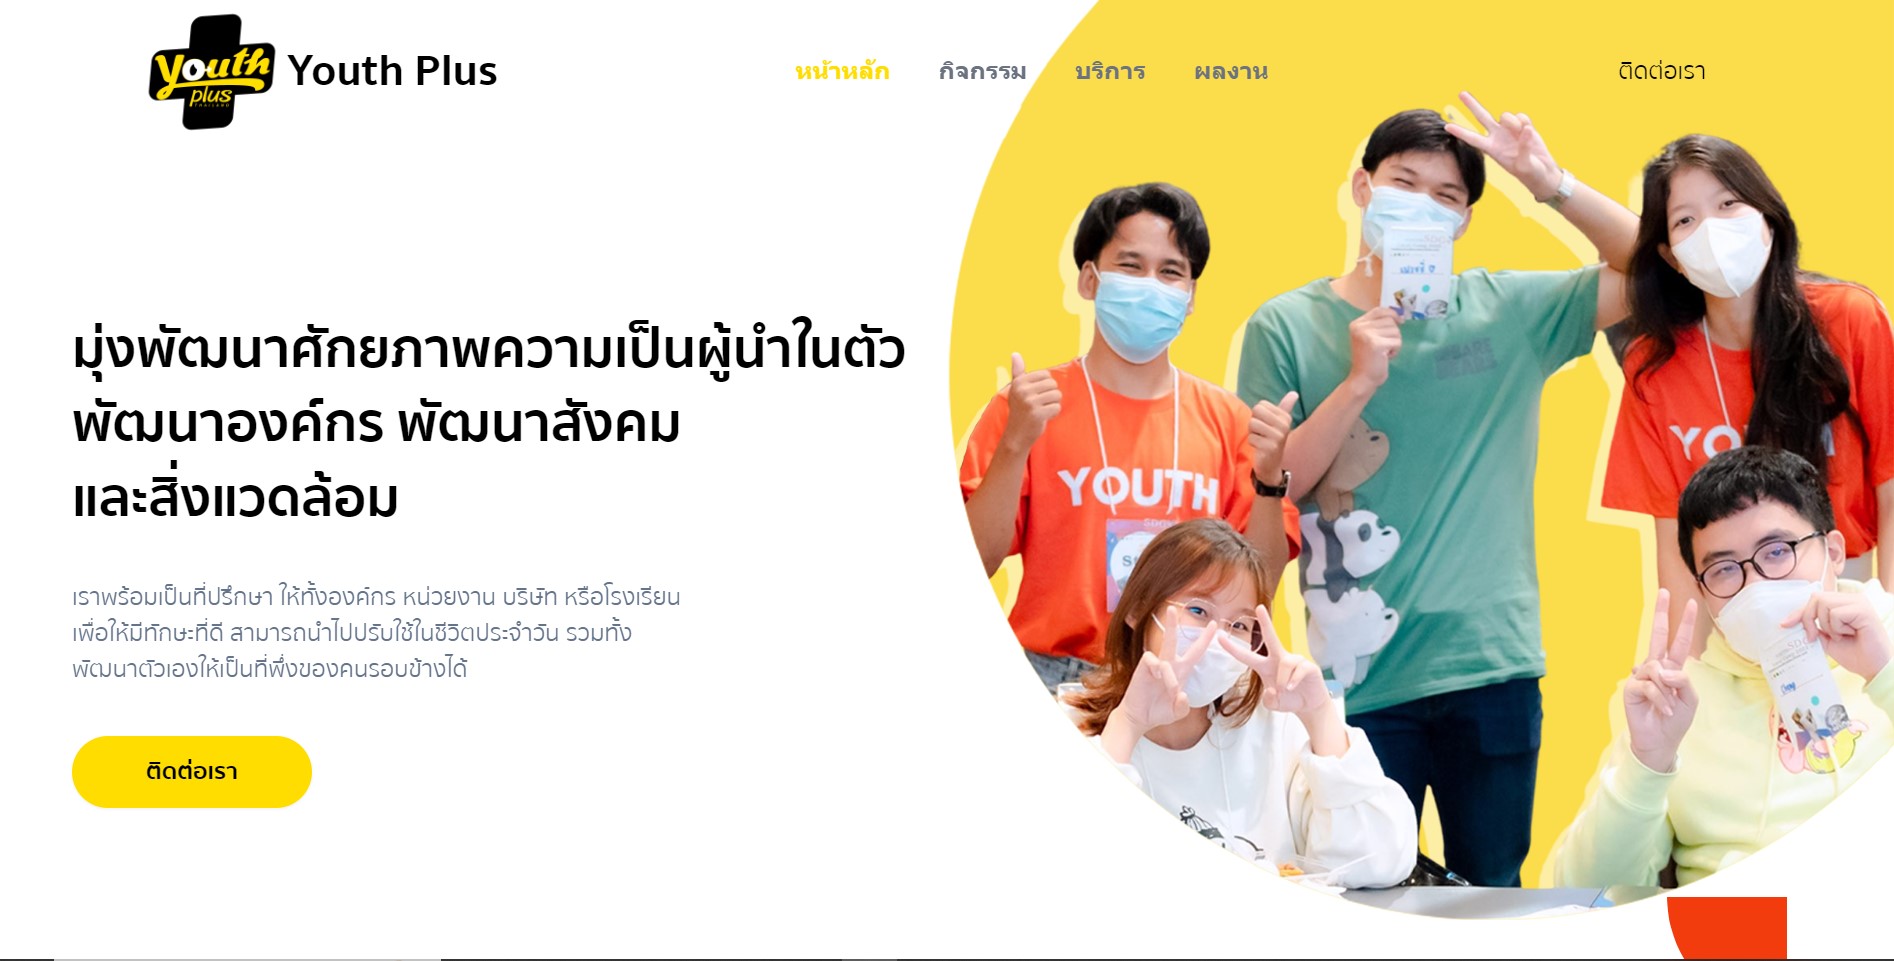 Youth
plus
THAILAND
Youth Plus
หน้าหลัก
กิจกรรม
บริการ
ผลงาน
ติดต่อเรา
มุ่งพัฒนาศักยภาพความเป็นผู้นำในตัว
พัฒนาองค์กร พัฒนาสังคม
และสิ่งแวดล้อม
เราพร้อมเป็นที่ปรึกษา ให้ทั้งองค์กร หน่วยงาน บริษัท หรือโรงเรียน
เพื่อให้มีทักษะที่ดี สามารถนำไปปรับใช้ในชีวิตประจำวัน รวมทั้ง
พัฒนาตัวเองให้เป็นที่พึ่งของคนรอบข้างได้
ติดต่อเรา
YOUTH